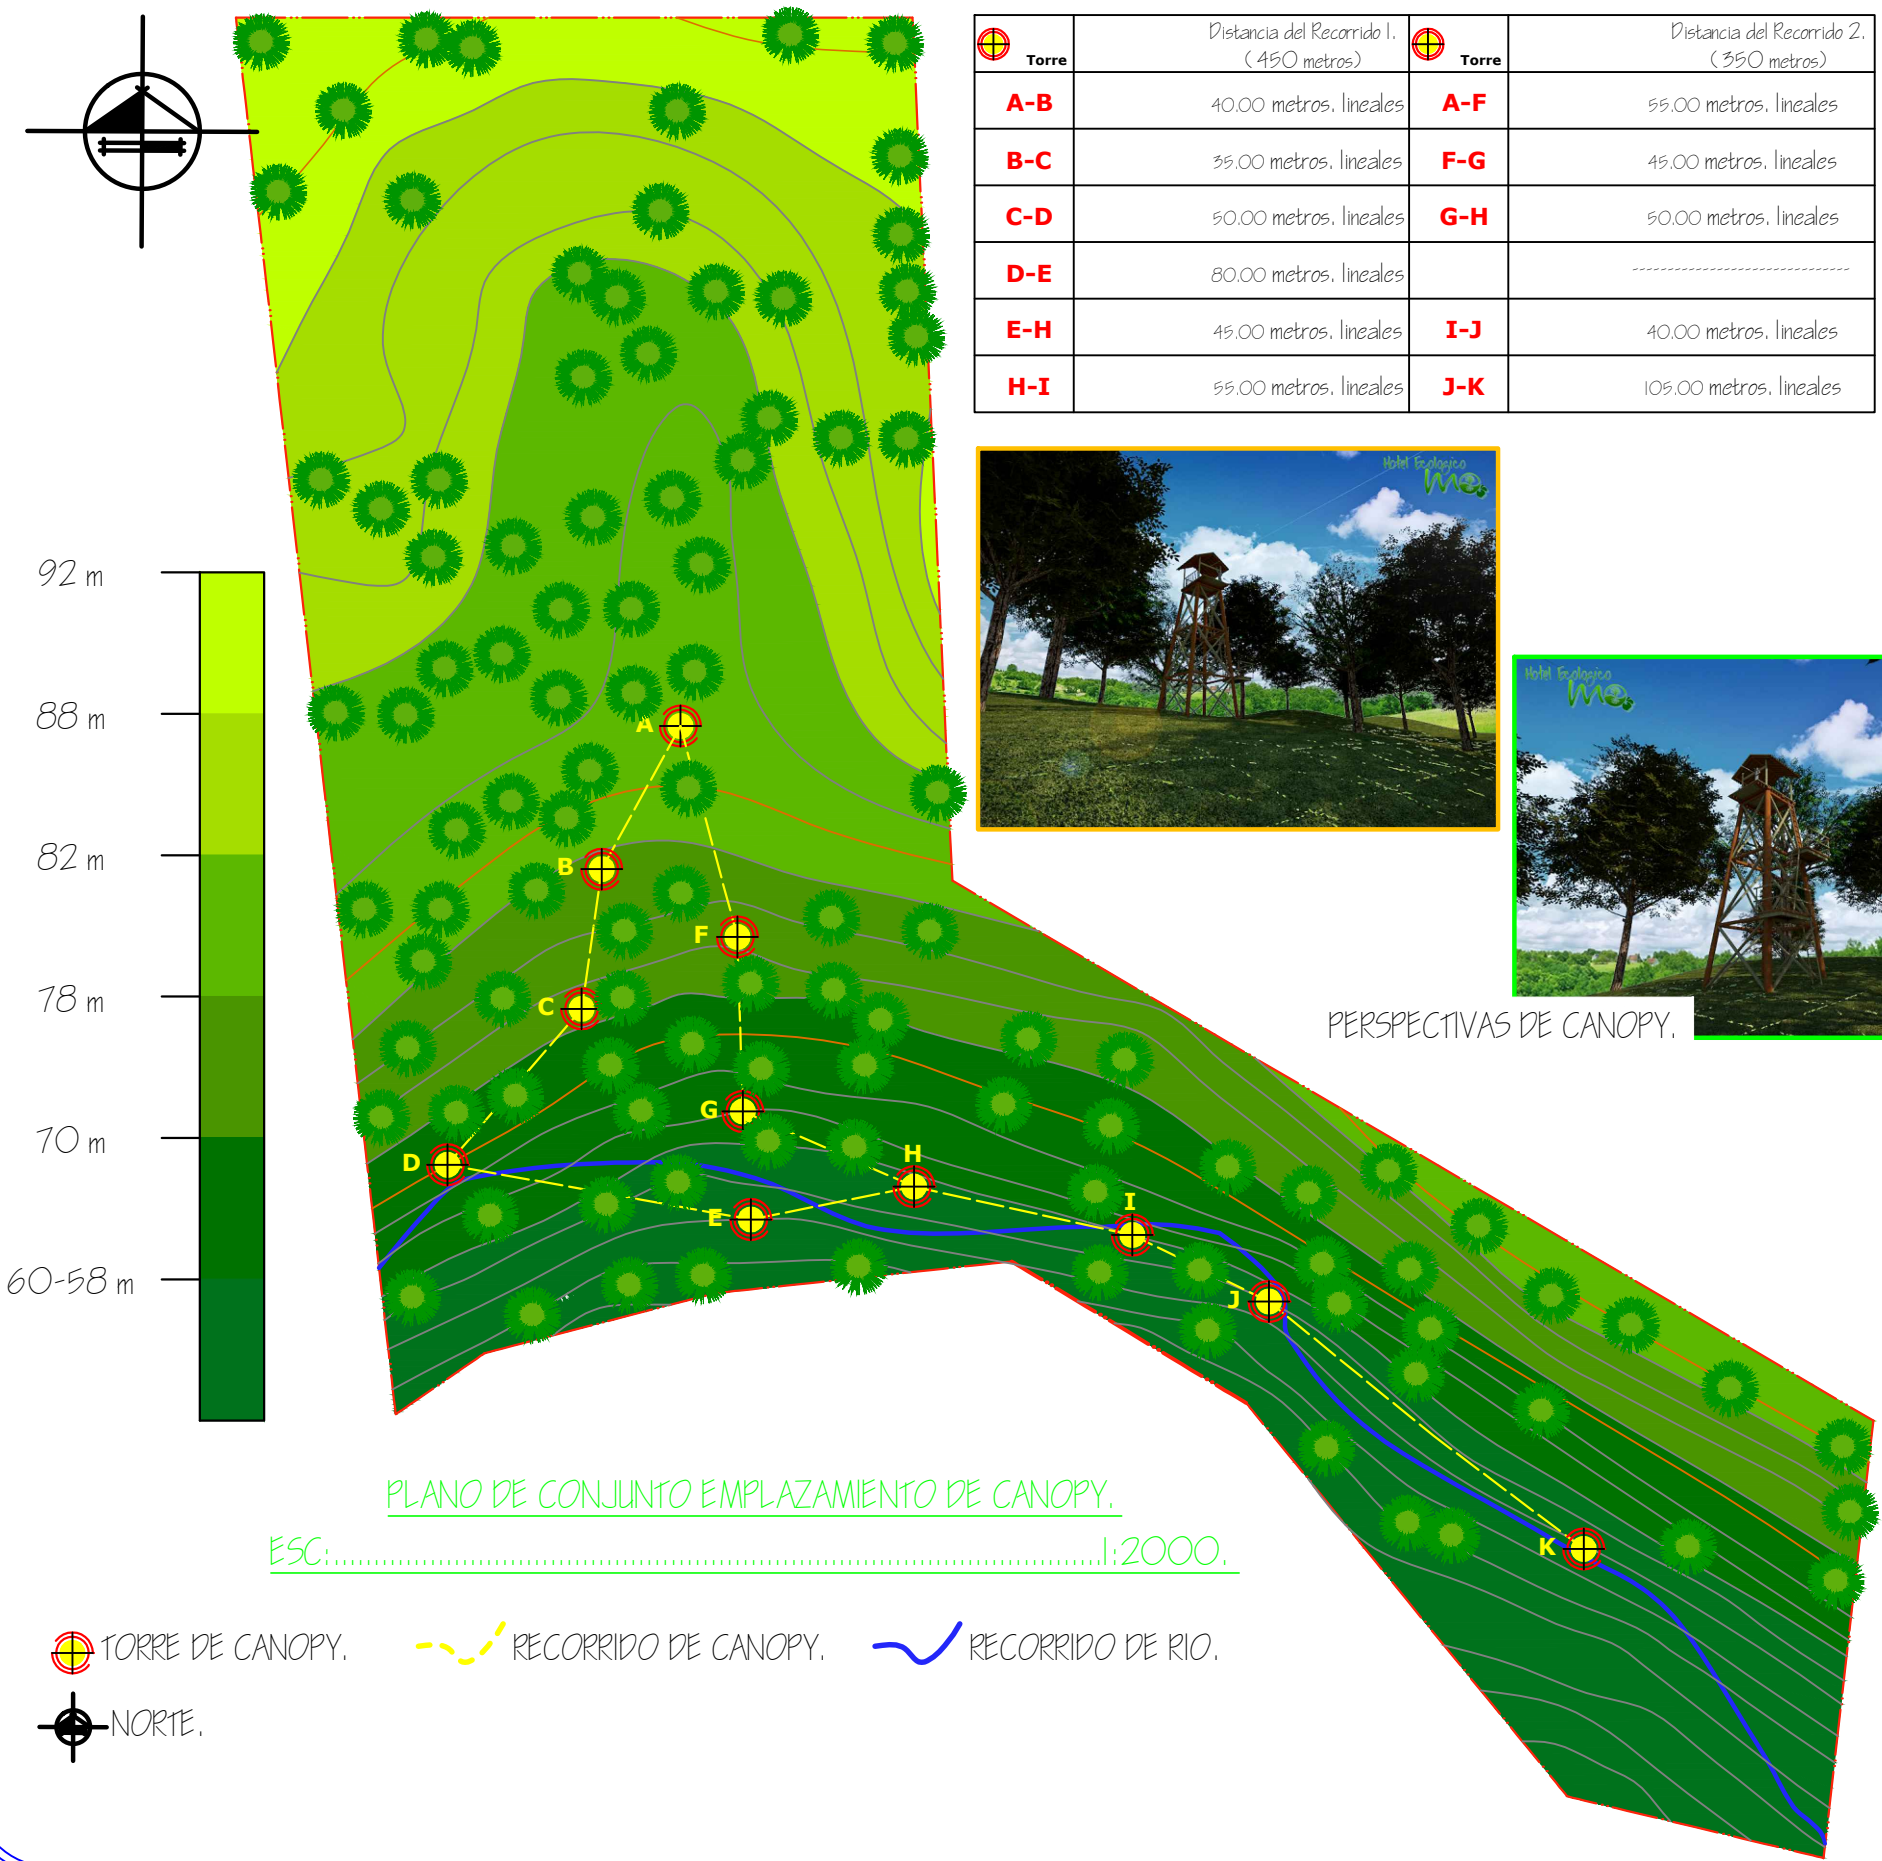 Torre
Distancia del Recorrido 1.
(450 metros)
Torre
Distancia del Recorrido 2.
(350 metros)
A-B 40.00 metros. lineales A-F 55.00 metros. lineales
B-C 35.00 metros. lineales F-G 45.00 metros. lineales
C-D 50.00 metros. lineales G-H 50.00 metros. lineales
D-E 80.00 metros. lineales ------------------------------
E-H 45.00 metros. lineales I-J 40.00 metros. lineales
H-I 55.00 metros. lineales J-K 105.00 metros. lineales
Hotel Ecologico
Hotel Ecologico
PERSPECTIVAS DE CANOPY.
92 m
88 m
82 m
78 m
70 m
60-58 m
A
B
F
C
G
D
H
E
I
J
K
PLANO DE CONJUNTO EMPLAZAMIENTO DE CANOPY.
ESC:..........1:2000.
TORRE DE CANOPY.
RECORRIDO DE CANOPY.
RECORRIDO DE RIO.
NORTE.